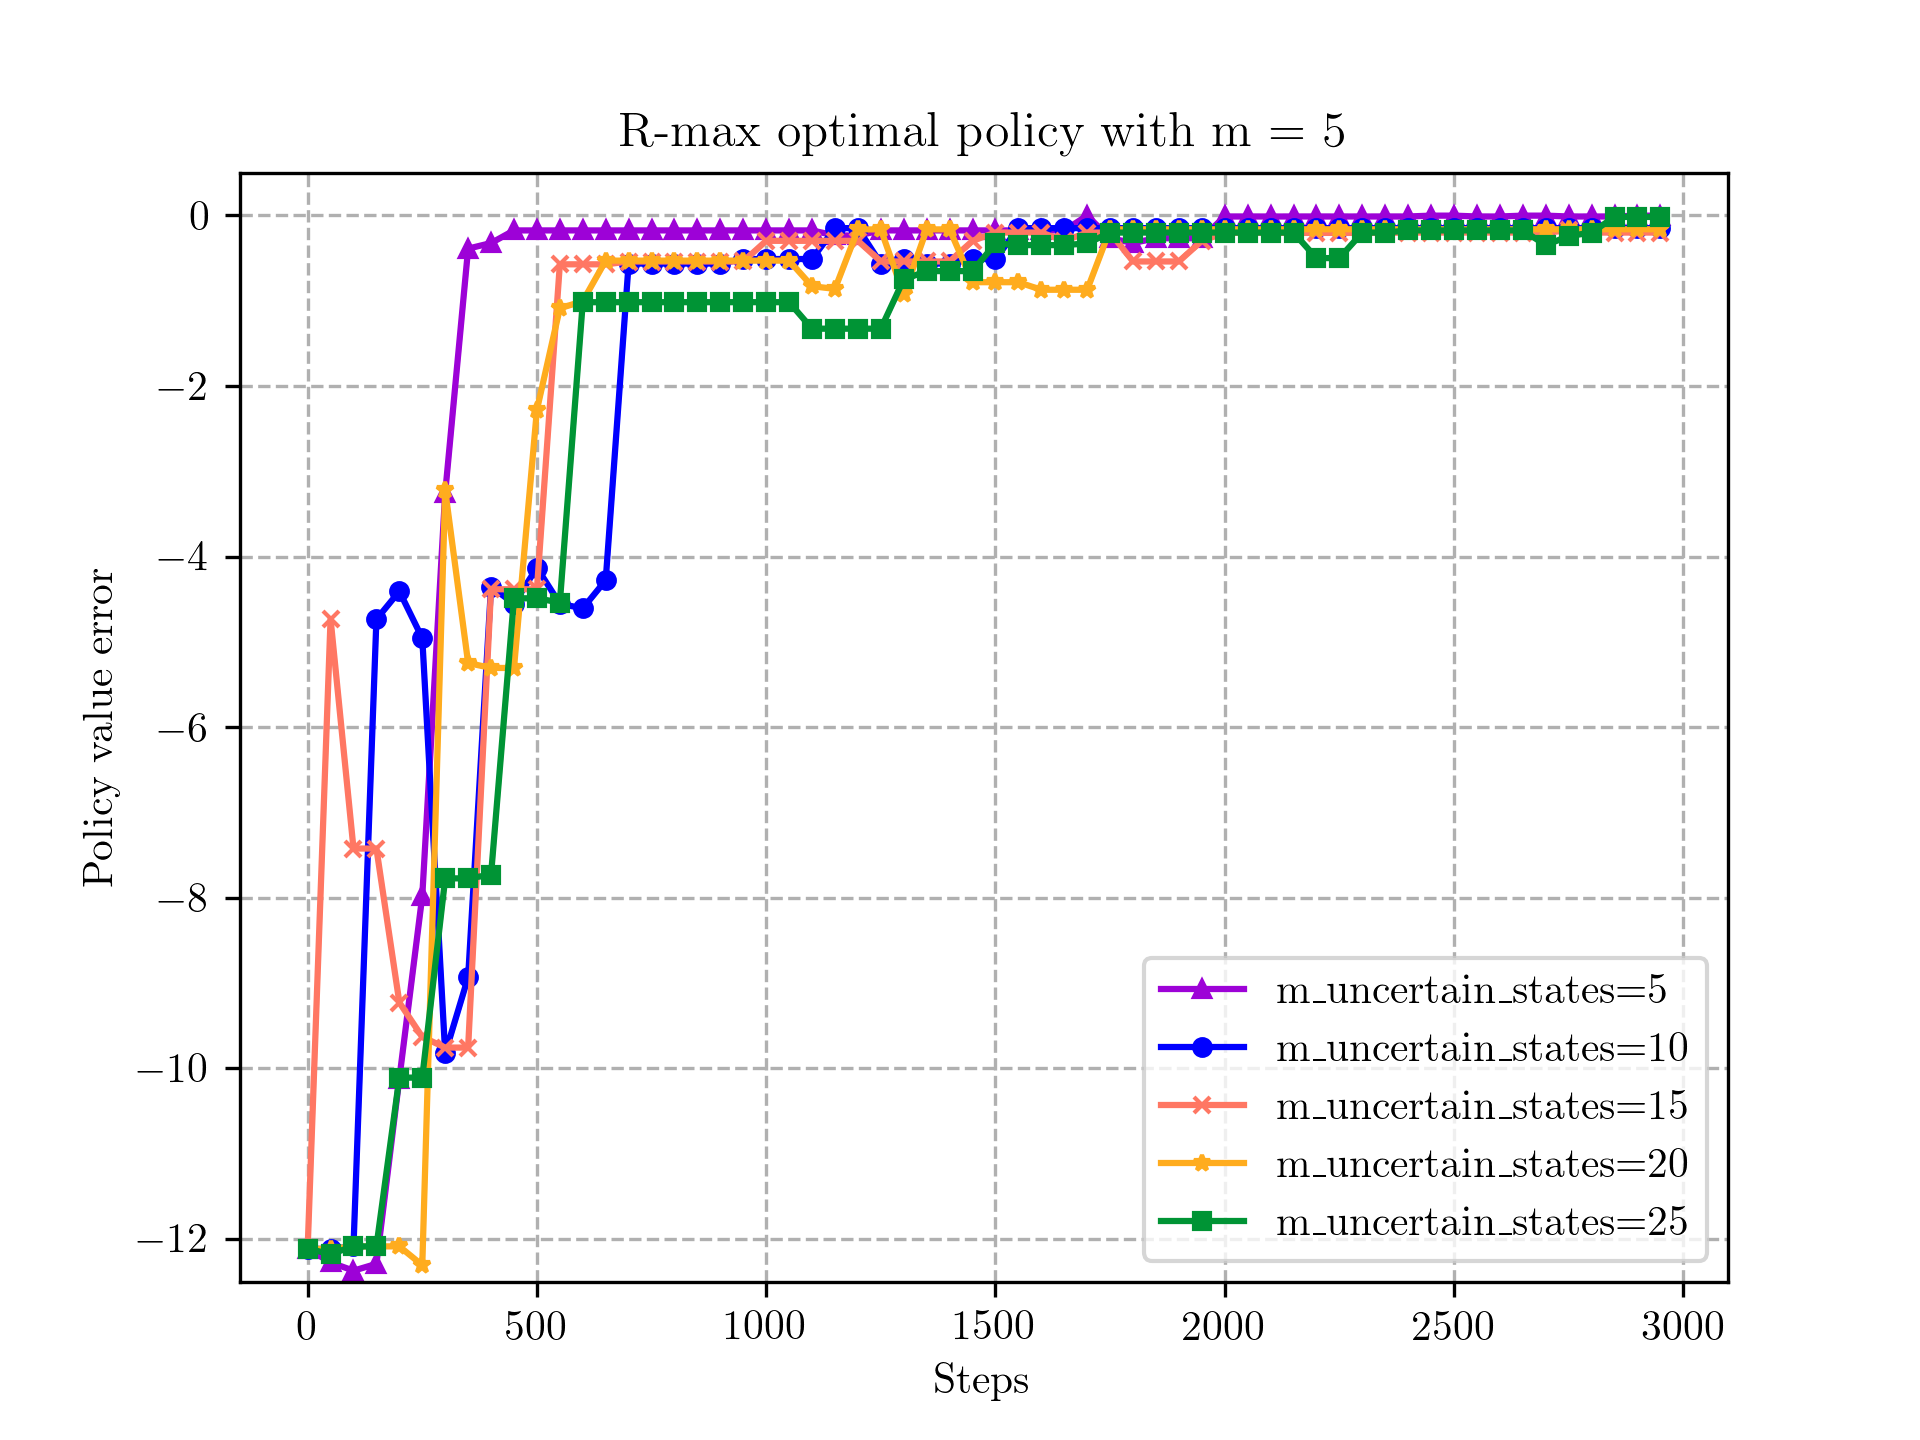 R-max optimal policy with m = 5
0
−2
−4
−6
−8
−10
−12
Policy value error
m_uncertain_states=5
m_uncertain_states=10
m_uncertain_states=15
m_uncertain_states=20
m_uncertain_states=25
0 500 1000 1500 2000 2500 3000
Steps